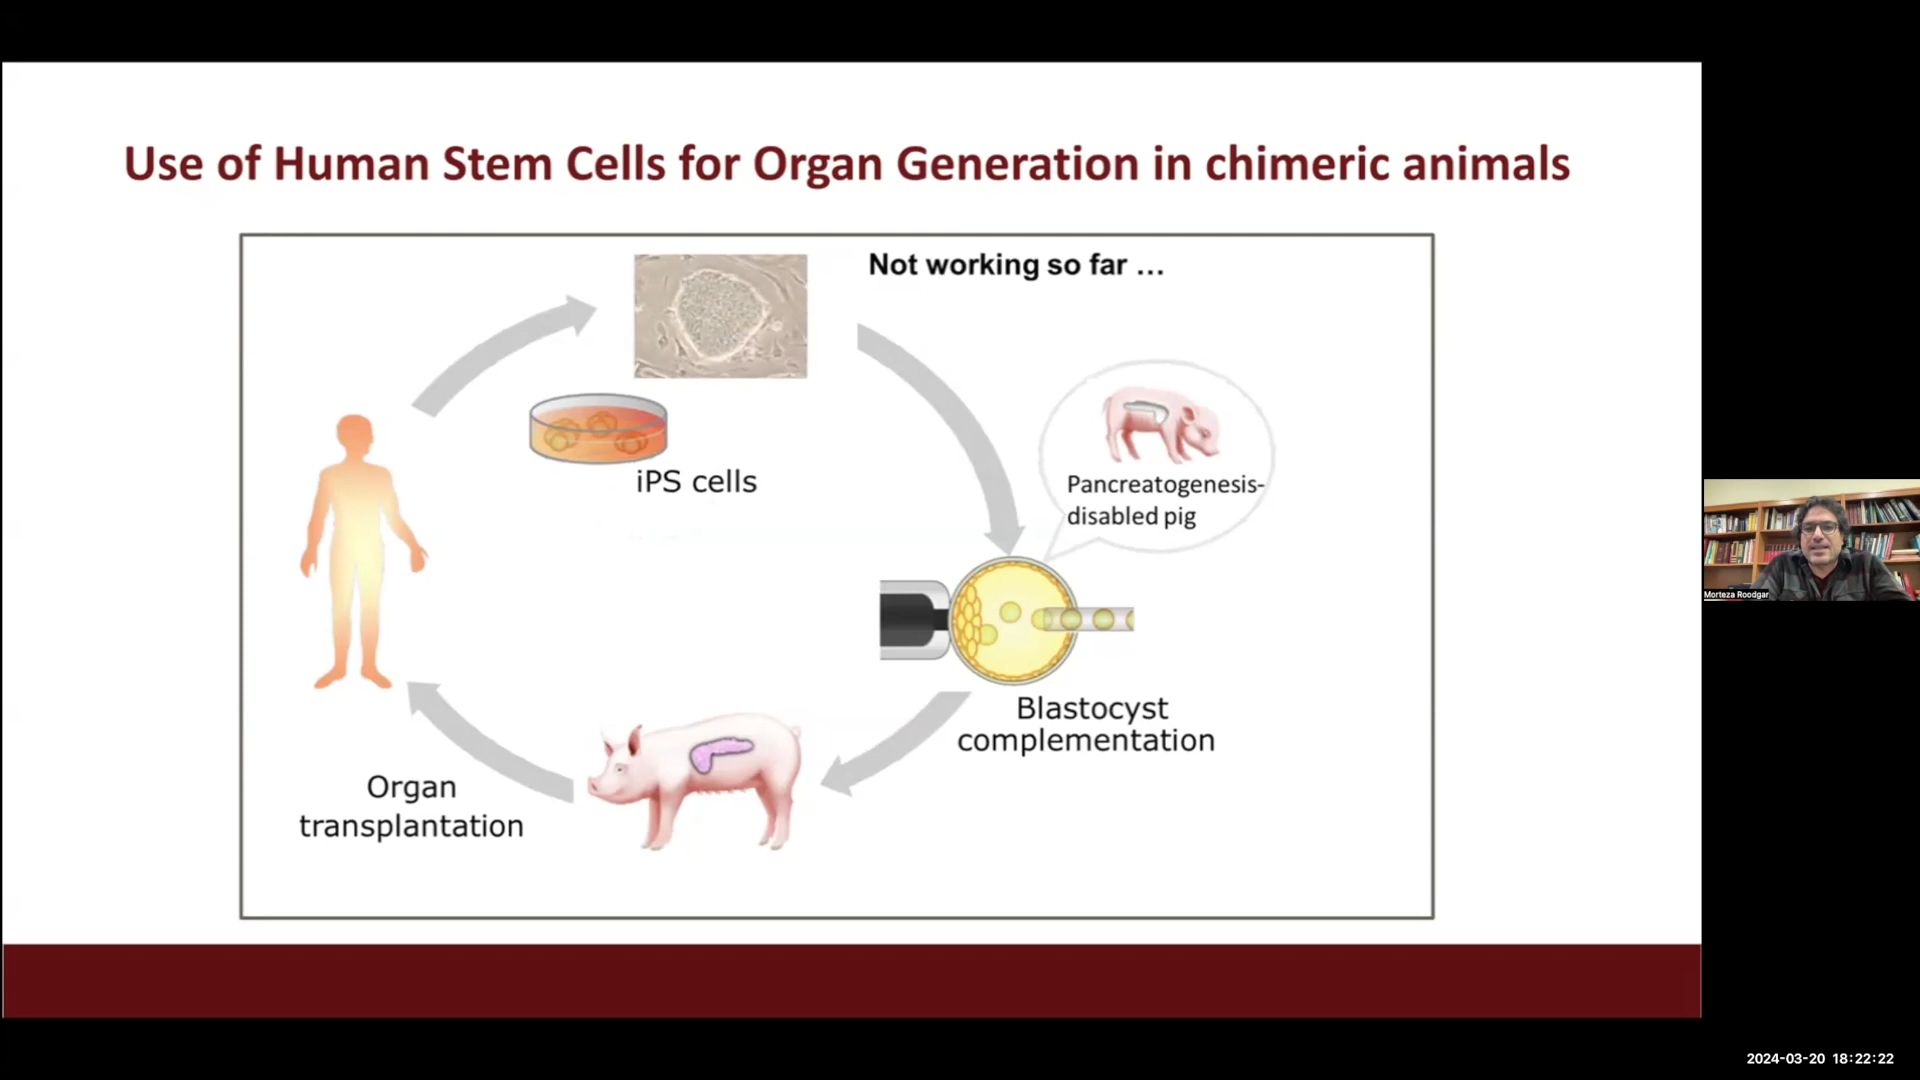 Use of Human Stem Cells for Organ Generation in chimeric animals
Not working so far ...
iPS cells
Pancreatogenesis-
disabled pig
Blastocyst
complementation
Organ
transplantation
Morteza Roodgar
2024-03-20 18:22:22